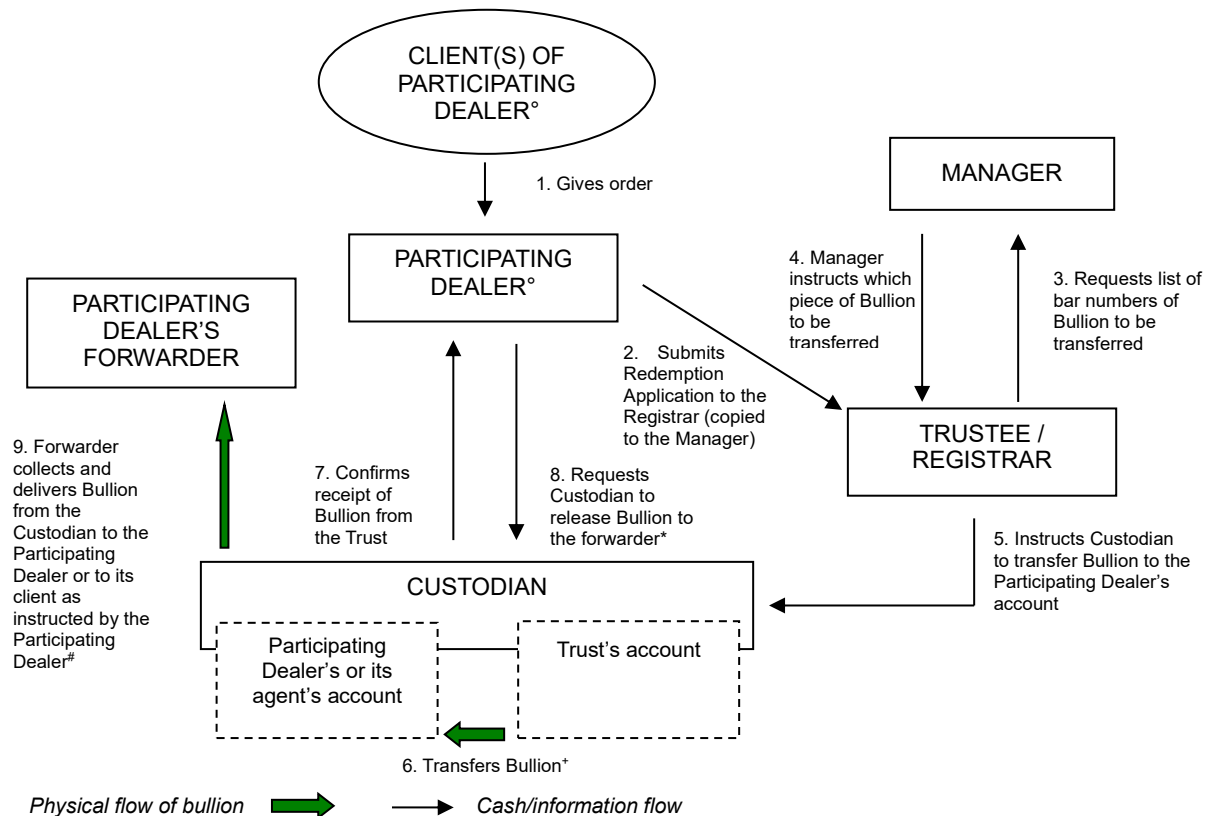 CLIENT(S) OF
PARTICIPATING
DEALER°
1. Gives order
MANAGER
PARTICIPATING
DEALER°
PARTICIPATING
DEALER'S
FORWARDER
4. Manager
instructs which
piece of Bullion
to be
transferred
3. Requests list of
bar numbers of
Bullion to be
transferred
2. Submits
Redemption
Application to the
Registrar (copied
to the Manager)
TRUSTEE /
REGISTRAR
9. Forwarder
collects and
delivers Bullion
from the
Custodian to the
Participating
Dealer or to its
client as
instructed by the
Participating
Dealer#
7. Confirms
receipt of
Bullion from
the Trust
8. Requests
Custodian to
release Bullion to
the forwarder*
5. Instructs Custodian
to transfer Bullion to the
Participating Dealer's
account
CUSTODIAN
Participating
Dealer's or its
agent's account
Trust's account
6. Transfers Bullion+
Physical flow of bullion
Cash/information flow